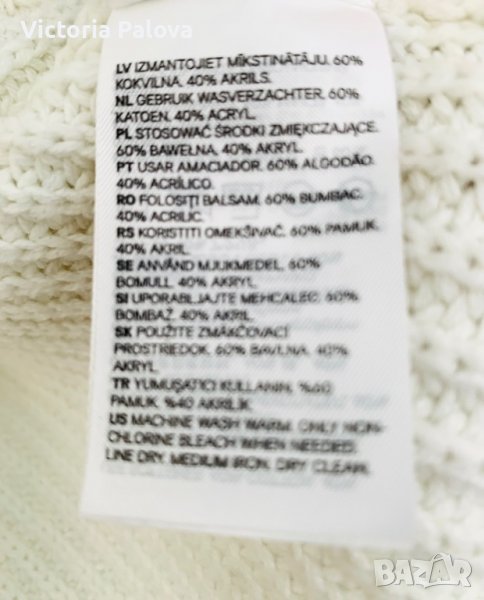 Victoria Palova
LV IZMANTOJIET MĪKSTINĀTĀJU. 60%
KOKVILNA, 40% AKRILS.
NL GEBRUIK WASVERZACHTER. 60%
KATOEN, 40% ACRYL.
PL STOSOWAĆ ŚRODKI ZMIĘKCZAJĄCE.
60% BAWEŁNA, 40% AKRYL.
PT USAR AMACIADOR. 60% ALGODÃO,
40% ACRÍLICO.
RO FOLOSIȚI BALSAM. 60% BUMBAC,
40% ACRILIC.
RS KORISTITI OMEKŠIVAČ. 60% PAMUK,
40% AKRIL.
SE ANVÄND MJUKMEDEL. 60%
BOMULL, 40% AKRYL.
SI UPORABLJAJTE MEHČALEC. 60%
BOMBAŽ, 40% AKRIL.
SK POUŽITE ZMÄKČOVACÍ
PROSTRIEDOK. 60% BAVLNA, 40%
AKRYL.
TR YUMUŞATICI KULLANIN. %60
PAMUK, %40 AKRİLİK.
US MACHINE WASH WARM. ONLY NON-
CHLORINE BLEACH WHEN NEEDED.
LINE DRY. MEDIUM IRON. DRY CLEAN.
BAZAR